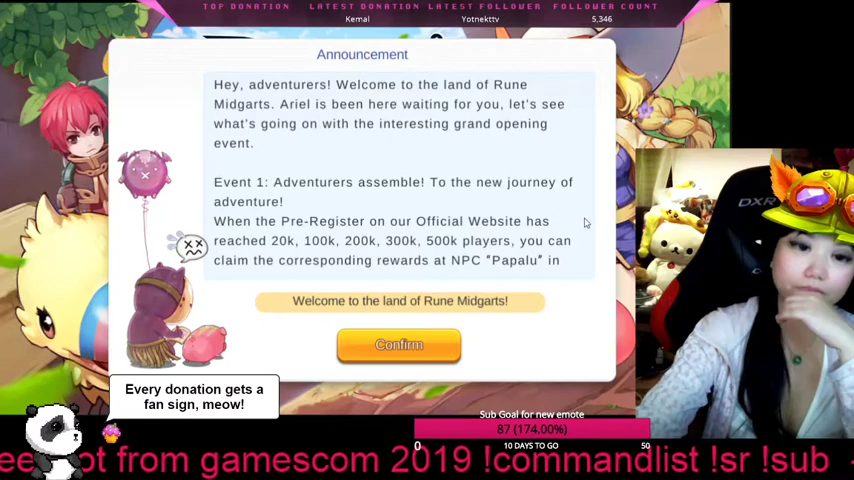 TOP DONATION LATEST DONATION LATEST FOLLOWER FOLLOWER COUNT
Kemal Yotnekttv 5,346
Announcement
Hey, adventurers! Welcome to the land of Rune
Midgarts. Ariel is been here waiting for you, let's see
what's going on with the interesting grand opening
event.
Event 1: Adventurers assemble! To the new journey of
adventure!
When the Pre-Register on our Official Website has
reached 20k, 100k, 200k, 300k, 500k players, you can
claim the corresponding rewards at NPC "Papalu" in
Welcome to the land of Rune Midgarts!
Confirm
DXR
Every donation gets a
fan sign, meow!
Sub Goal for new emote
87 (174.00%)
0 10 DAYS TO GO 50
from gamescom 2019 !commandlist !sr !sub